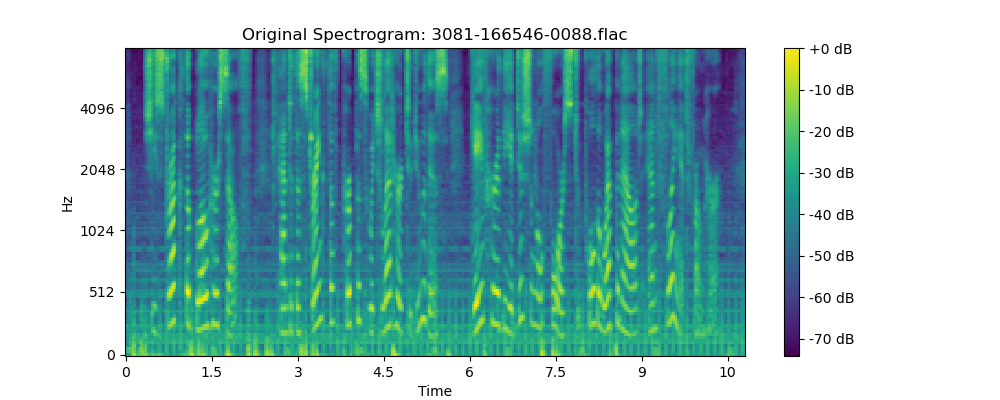 Original Spectrogram: 3081-166546-0088.flac
Hz
4096
2048
1024
512
0
0 1.5 3 4.5 6 7.5 9 10
Time
+0 dB
-10 dB
-20 dB
-30 dB
-40 dB
-50 dB
-60 dB
-70 dB